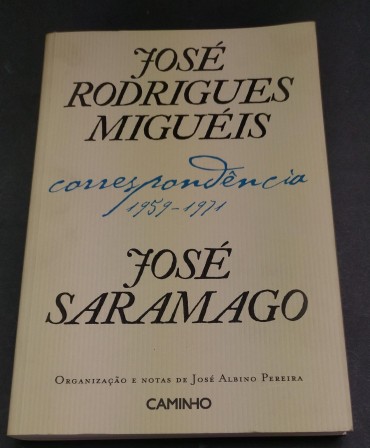 JOSÉ
RODRIGUES
MIGUÉIS
correspondência
1959-1971
JOSÉ
SARAMAGO
ORGANIZAÇÃO E NOTAS DE JOSÉ ALBINO PEREIRA
CAMINHO